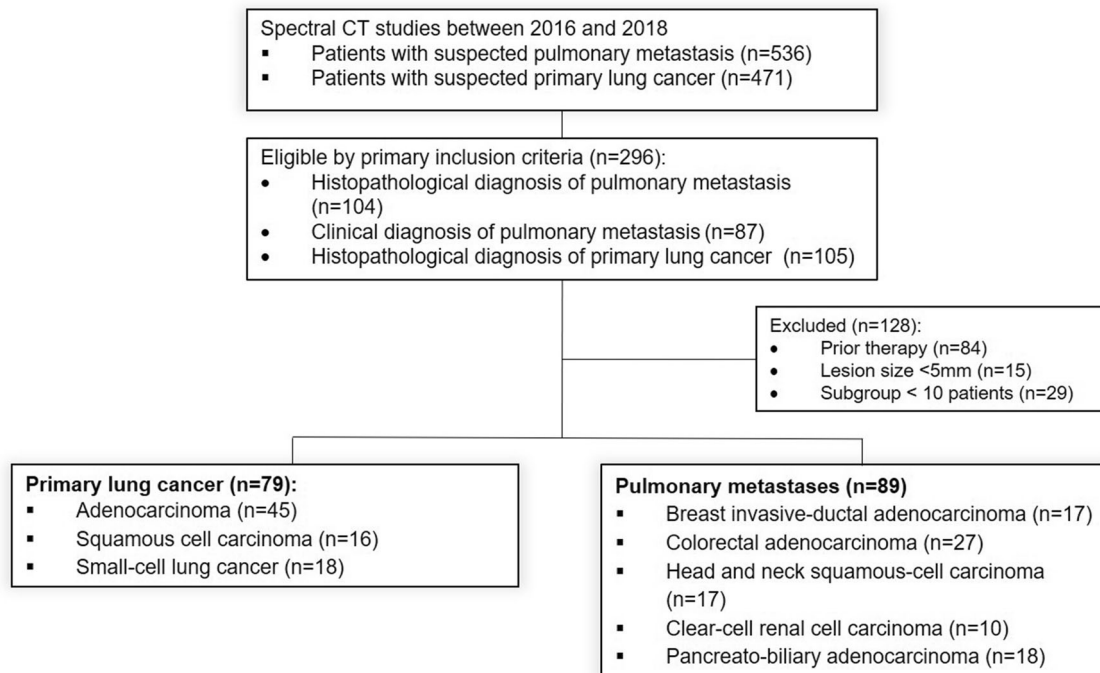 Spectral CT studies between 2016 and 2018
▪ Patients with suspected pulmonary metastasis (n=536)
▪ Patients with suspected primary lung cancer (n=471)
Eligible by primary inclusion criteria (n=296):
• Histopathological diagnosis of pulmonary metastasis
(n=104)
• Clinical diagnosis of pulmonary metastasis (n=87)
• Histopathological diagnosis of primary lung cancer (n=105)
Excluded (n=128):
• Prior therapy (n=84)
• Lesion size <5mm (n=15)
• Subgroup < 10 patients (n=29)
Primary lung cancer (n=79):
▪ Adenocarcinoma (n=45)
▪ Squamous cell carcinoma (n=16)
▪ Small-cell lung cancer (n=18)
Pulmonary metastases (n=89)
▪ Breast invasive-ductal adenocarcinoma (n=17)
▪ Colorectal adenocarcinoma (n=27)
▪ Head and neck squamous-cell carcinoma
(n=17)
▪ Clear-cell renal cell carcinoma (n=10)
▪ Pancreato-biliary adenocarcinoma (n=18)